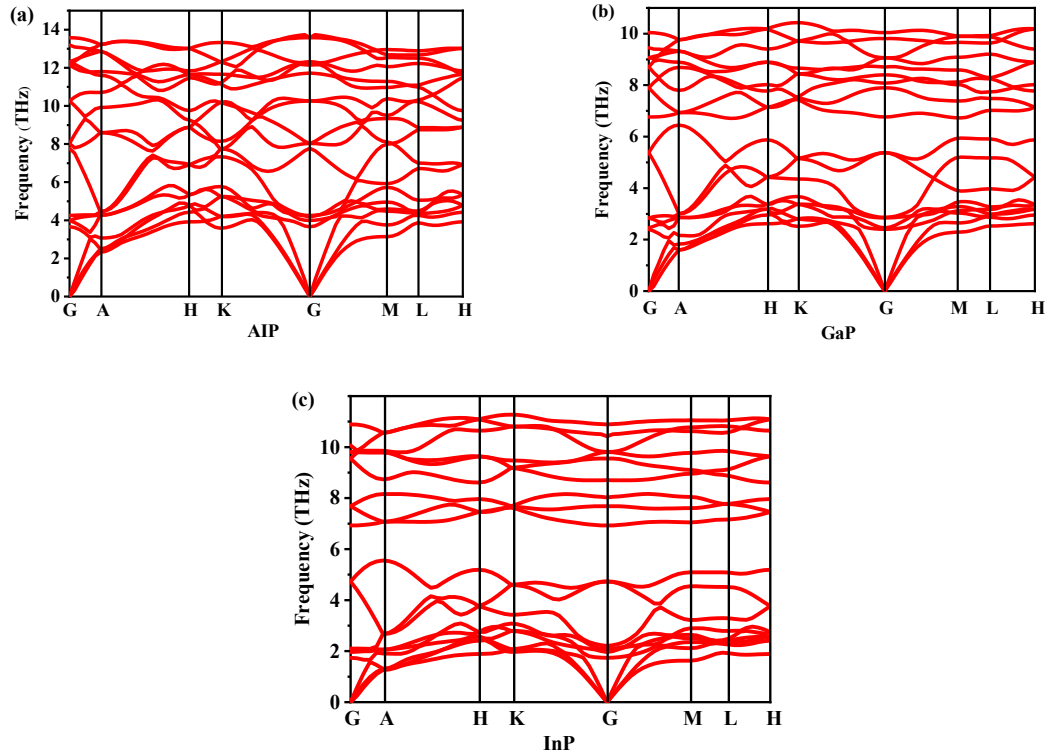 (a)
Frequency (THz)
14
12
10
8
6
4
2
0
G A H K G M L H
AlP
(b)
Frequency (THz)
10
8
6
4
2
0
G A H K G M L H
GaP
(c)
Frequency (THz)
10
8
6
4
2
0
G A H K G M L H
InP